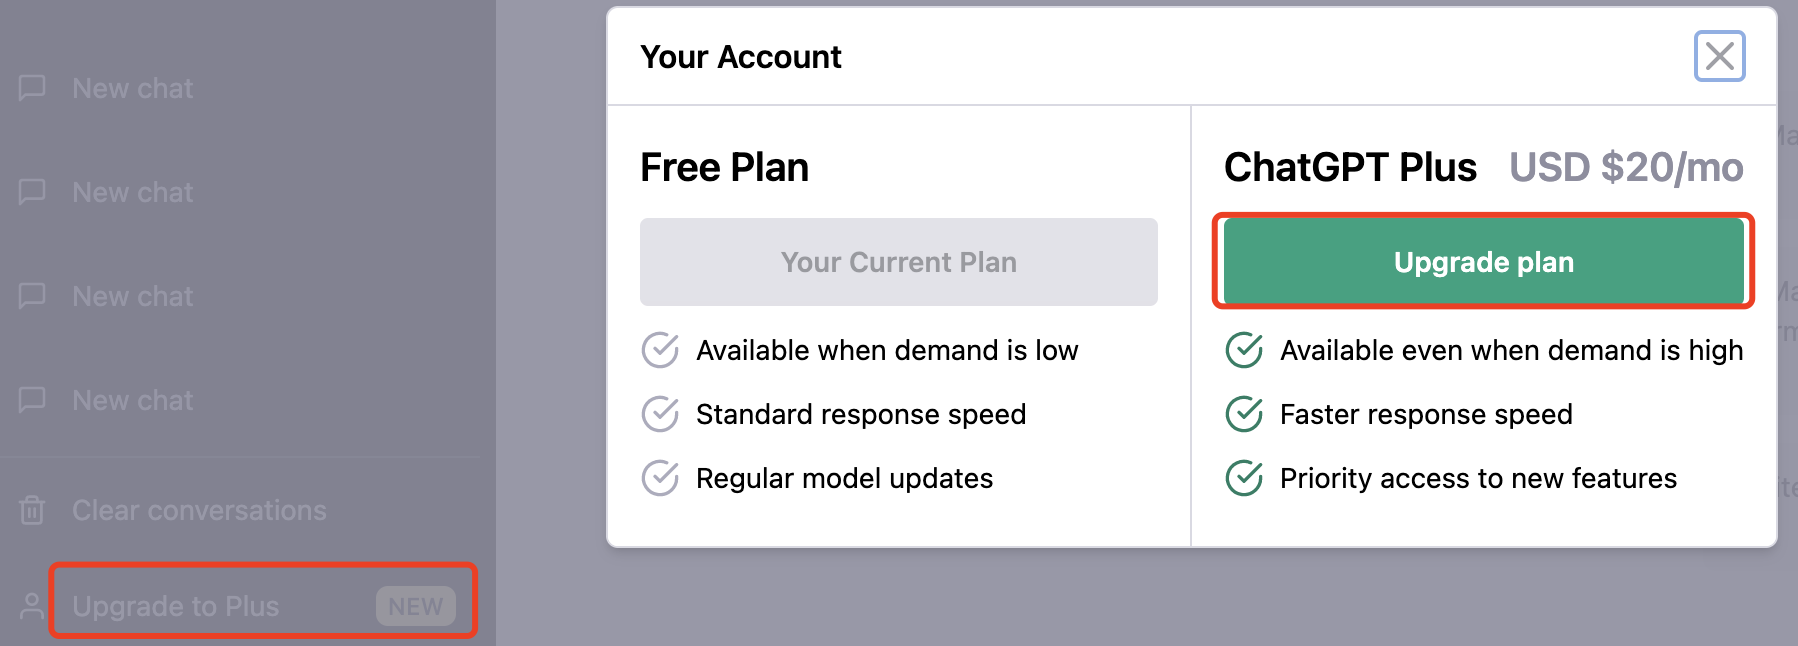 New chat
New chat
New chat
New chat
Clear conversations
Upgrade to Plus NEW
Your Account
Free Plan
Your Current Plan
Available when demand is low
Standard response speed
Regular model updates
ChatGPT Plus USD $20/mo
Upgrade plan
Available even when demand is high
Faster response speed
Priority access to new features